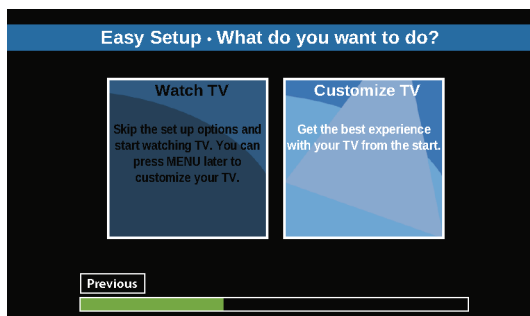 Easy Setup • What do you want to do?
Watch TV
Skip the set up options and
start watching TV. You can
press MENU later to
customize your TV.
Customize TV
Get the best experience
with your TV from the start.
Previous